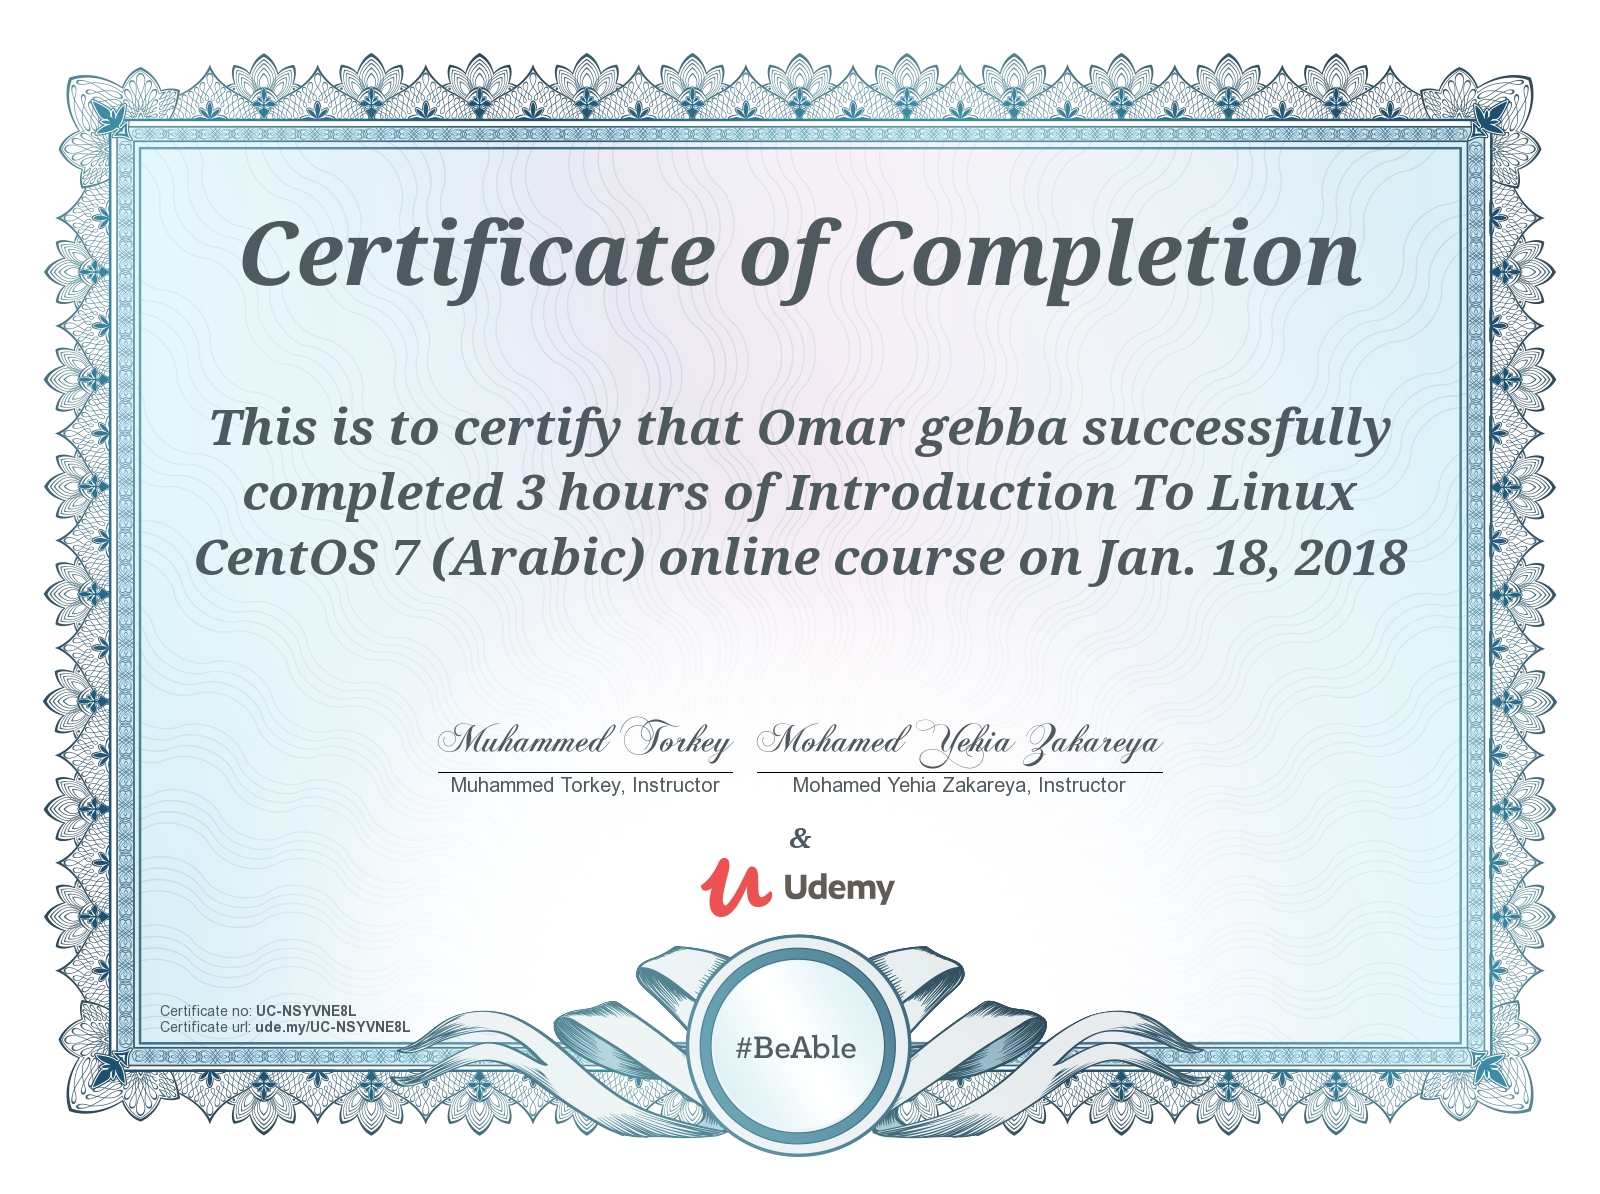 Certificate of Completion
This is to certify that Omar gebba successfully
completed 3 hours of Introduction To Linux
CentOS 7 (Arabic) online course on Jan. 18, 2018
Muhammed Torkey Mohamed Yehia Zakareya
Muhammed Torkey, Instructor Mohamed Yehia Zakareya, Instructor
&
Udemy
Certificate no: UC-NSYVNE8L
Certificate url: ude.my/UC-NSYVNE8L
#BeAble